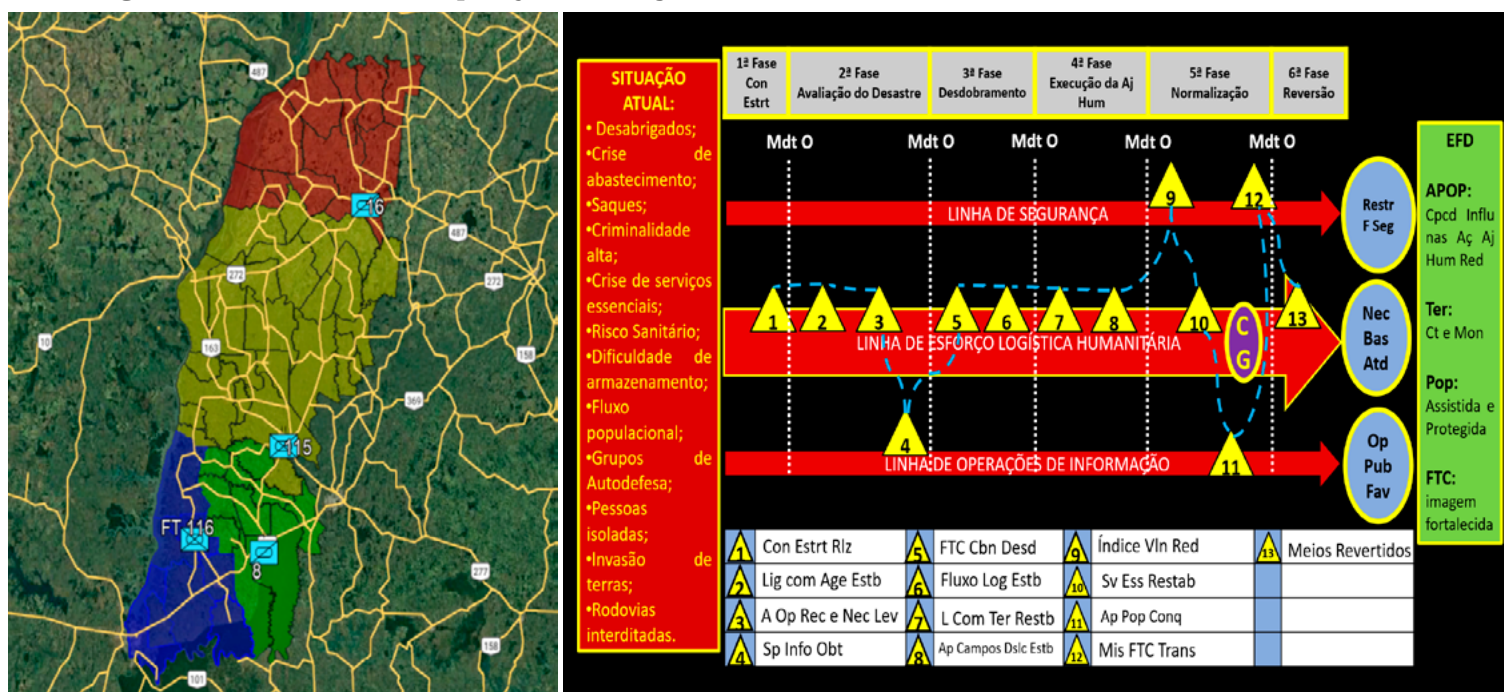 487
16
487
272
272
163
10
158
369
115
FT 116
8
277
158
101
SITUAÇÃO
ATUAL:
• Desabrigados;
•Crise de
abastecimento;
•Saques;
•Criminalidade
alta;
•Crise de serviços
essenciais;
•Risco Sanitário;
•Dificuldade de
armazenamento;
•Fluxo
populacional;
•Grupos de
Autodefesa;
•Pessoas
isoladas;
•Invasão de
terras;
•Rodovias
interditadas.
1ª Fase
Con
Estrt
2ª Fase
Avaliação do Desastre
3ª Fase
Desdobramento
4ª Fase
Execução da Aj
Hum
5ª Fase
Normalização
6ª Fase
Reversão
Mdt O
Mdt O
Mdt O
Mdt O
Mdt O
9
12
LINHA DE SEGURANÇA
Restr
F Seg
1
2
3
5
6
7
8
10
C
G
13
LINHA DE ESFORÇO LOGÍSTICA HUMANITÁRIA
Nec
Bas
Atd
4
11
LINHA DE OPERAÇÕES DE INFORMAÇÃO
Op
Pub
Fav
EFD
APOP:
Cpcd Influ
nas Aç Aj
Hum Red
Ter:
Ct e Mon
Pop:
Assistida e
Protegida
FTC:
imagem
fortalecida
1 Con Estrt Rlz
5 FTC Cbn Desd
9 Índice Vln Red
13 Meios Revertidos
2 Lig com Age Estb
6 Fluxo Log Estb
10 Sv Ess Restab
3 A Op Rec e Nec Lev
7 L Com Ter Restb
11 Ap Pop Conq
4 Sp Info Obt
8 Ap Campos Dslc Estb
12 Mis FTC Trans